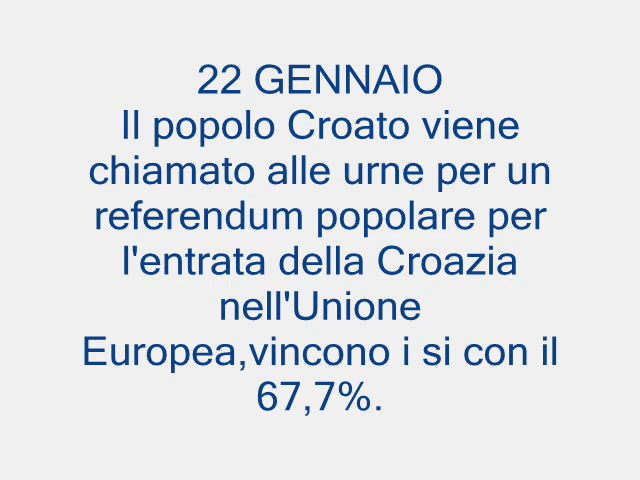 22 GENNAIO
Il popolo Croato viene
chiamato alle urne per un
referendum popolare per
l'entrata della Croazia
nell'Unione
Europea,vincono i si con il
67,7%.